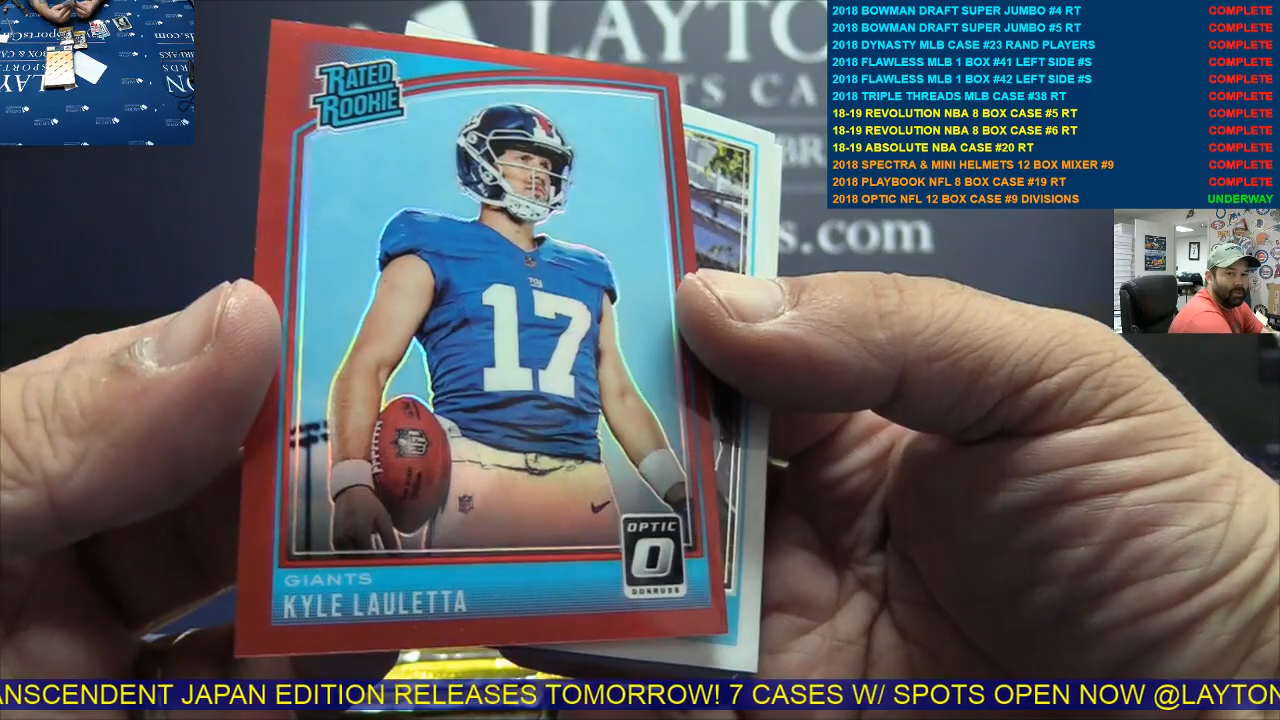 2018 BOWMAN DRAFT SUPER JUMBO #4 RT COMPLETE
2018 BOWMAN DRAFT SUPER JUMBO #5 RT COMPLETE
2018 DYNASTY MLB CASE #23 RAND PLAYERS COMPLETE
2018 FLAWLESS MLB 1 BOX #41 LEFT SIDE #S COMPLETE
2018 FLAWLESS MLB 1 BOX #42 LEFT SIDE #S COMPLETE
2018 TRIPLE THREADS MLB CASE #38 RT COMPLETE
18-19 REVOLUTION NBA 8 BOX CASE #5 RT COMPLETE
18-19 REVOLUTION NBA 8 BOX CASE #6 RT COMPLETE
18-19 ABSOLUTE NBA CASE #20 RT COMPLETE
2018 SPECTRA & MINI HELMETS 12 BOX MIXER #9 COMPLETE
2018 PLAYBOOK NFL 8 BOX CASE #19 RT COMPLETE
2018 OPTIC NFL 12 BOX CASE #9 DIVISIONS UNDERWAY
LAYTON
TS CA
BR
s.com
RATED
ROOKIE
17
NFL
OPTIC
O
DONRUSS
GIANTS
KYLE LAULETTA
ANSCENDENT JAPAN EDITION RELEASES TOMORROW! 7 CASES W/ SPOTS OPEN NOW @LAYTON